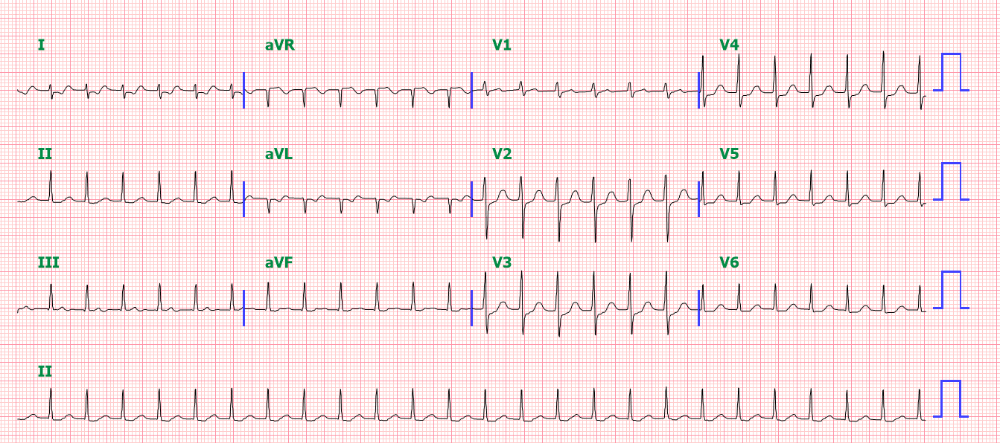 I aVR V1 V4
II aVL V2 V5
III aVF V3 V6
II